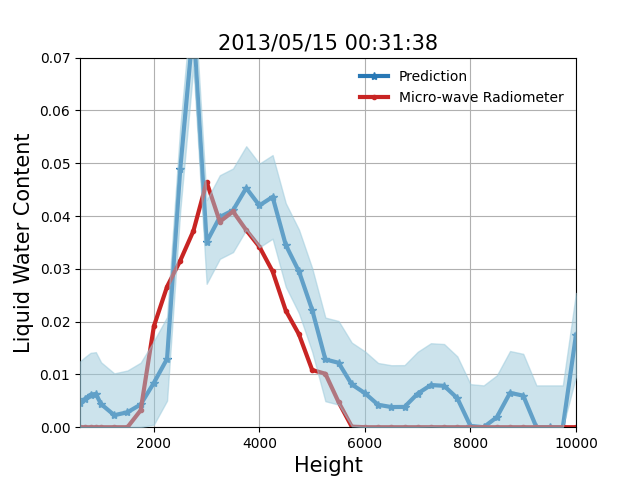 2013/05/15 00:31:38
0.07
0.06
0.05
0.04
0.03
0.02
0.01
0.00
Liquid Water Content
Prediction
Micro-wave Radiometer
2000 4000 6000 8000 10000
Height